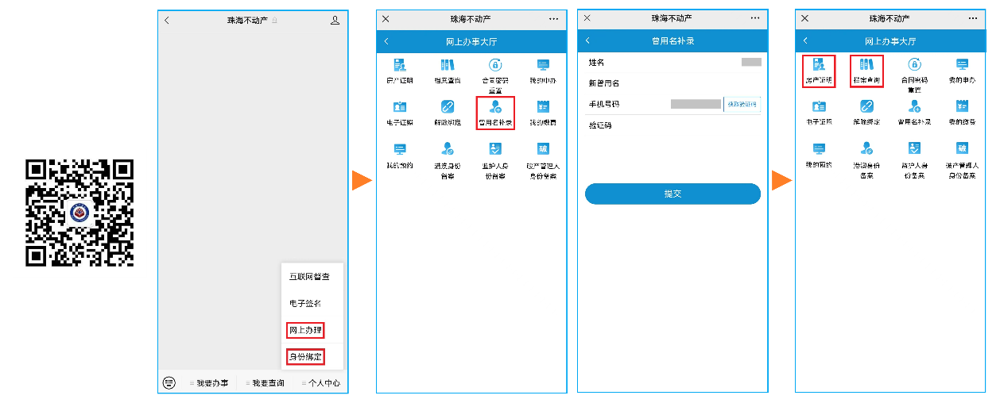 珠海不动产
互联网督查
电子签名
网上办理
身份绑定
我要办事
我要查询
个人中心
珠海不动产
网上办事大厅
房产证明
档案查询
合同密码
重置
我的申办
电子证照
解除绑定
曾用名补录
我的缴费
我的预约
港澳身份
备案
监护人身
份备案
破
破产管理人
身份备案
珠海不动产
曾用名补录
姓名
新曾用名
手机号码
获取验证码
验证码
提交
珠海不动产
网上办事大厅
房产证明
档案查询
合同密码
重置
我的申办
电子证照
解除绑定
曾用名补录
我的缴费
我的预约
港澳身份
备案
监护人身
份备案
破
破产管理人
身份备案